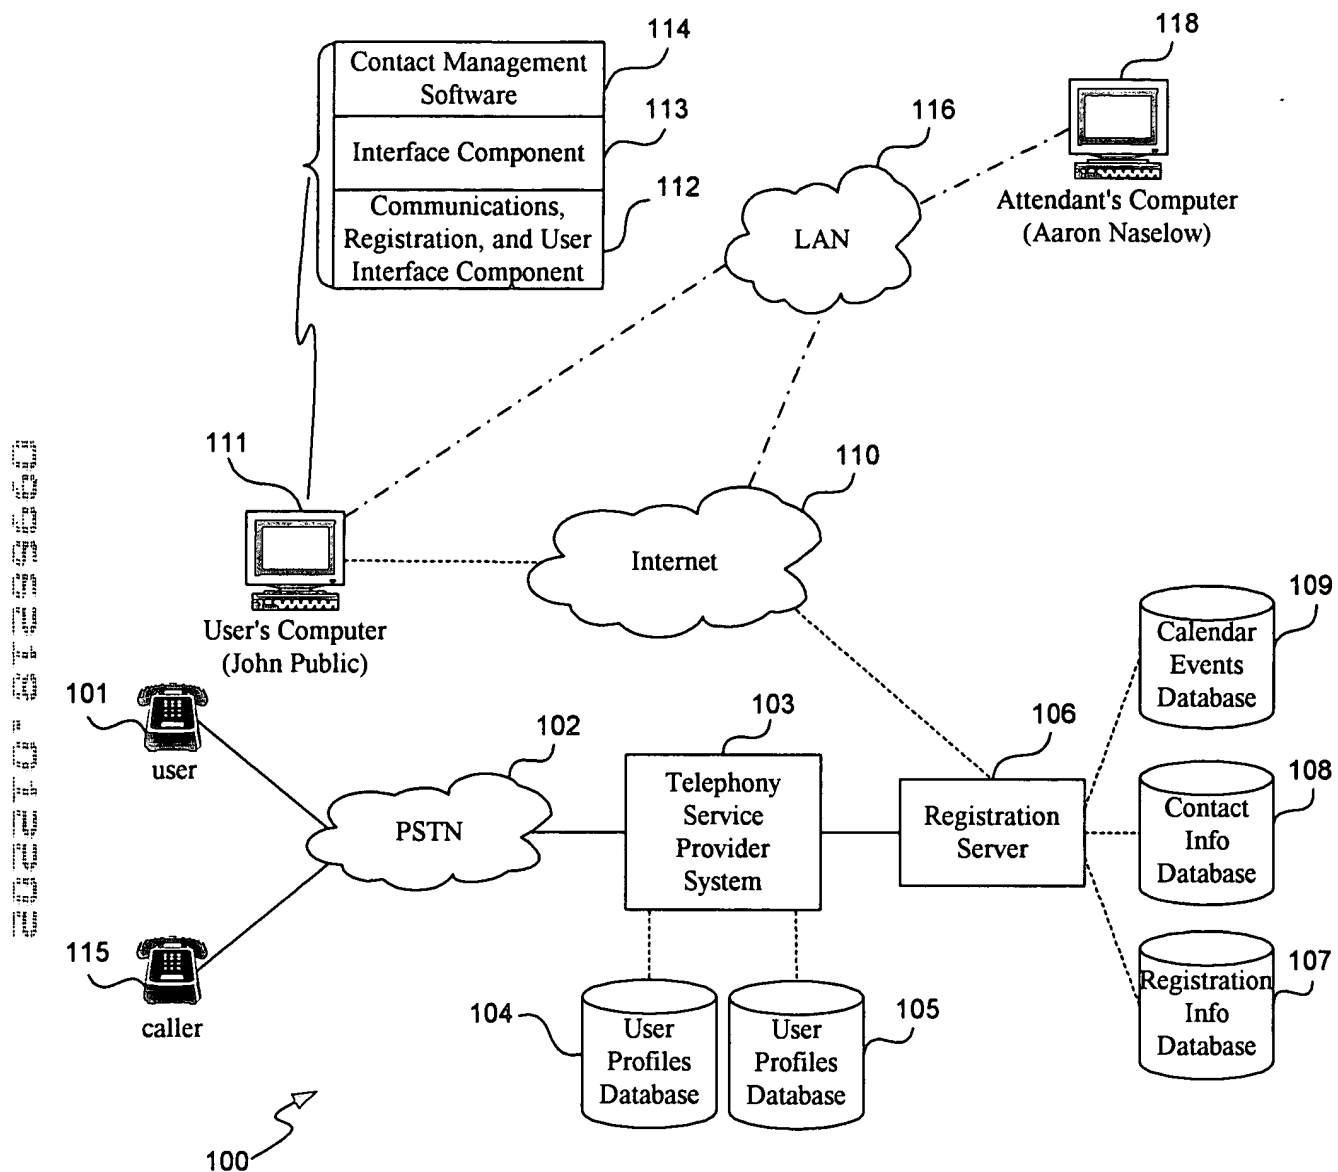 114
Contact Management
Software
113
Interface Component
112
Communications,
Registration, and User
Interface Component
118
Attendant's Computer
(Aaron Naselow)
116
LAN
111
User's Computer
(John Public)
110
Internet
109
Calendar
Events
Database
101
user
102
PSTN
103
Telephony
Service
Provider
System
106
Registration
Server
108
Contact
Info
Database
115
caller
104
User
Profiles
Database
105
User
Profiles
Database
107
Registration
Info
Database
100